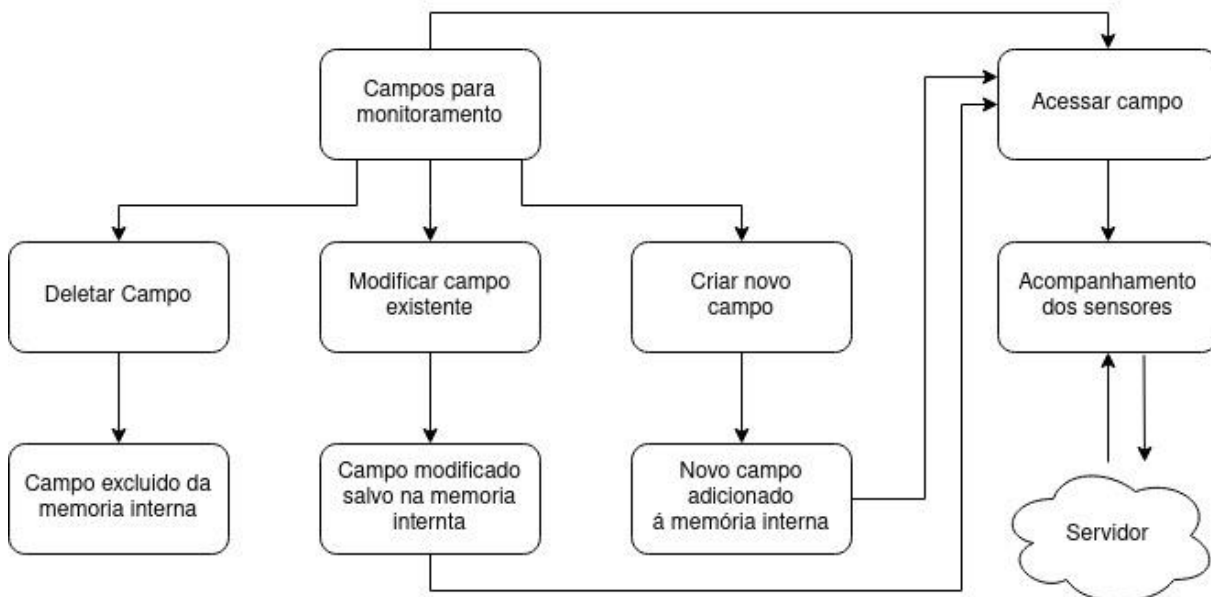 Campos para
monitoramento
Acessar campo
Deletar Campo
Modificar campo
existente
Criar novo
campo
Acompanhamento
dos sensores
Campo excluido da
memoria interna
Campo modificado
salvo na memoria
internta
Novo campo
adicionado
á memória interna
Servidor